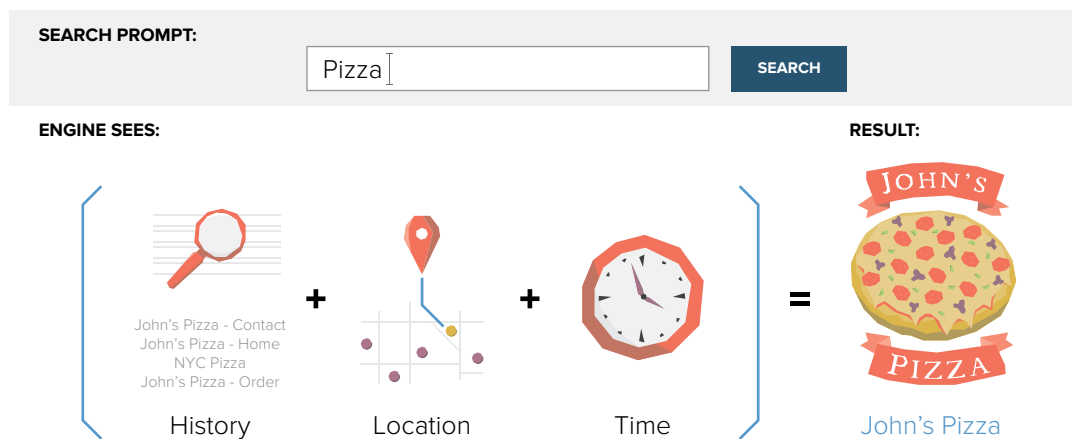 SEARCH PROMPT:
Pizza
SEARCH
ENGINE SEES:
RESULT:
JOHN'S
PIZZA
John's Pizza - Contact
John's Pizza - Home
NYC Pizza
John's Pizza - Order
History
+
Location
+
Time
=
John's Pizza